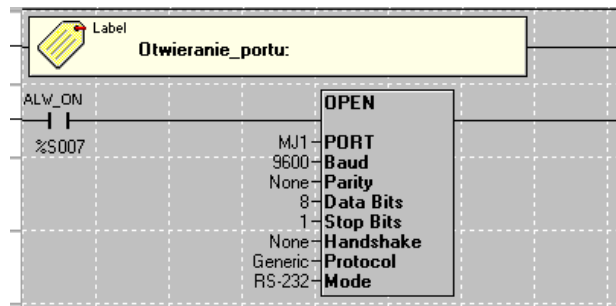 Label
Otwieranie_portu:
ALW_ON
OPEN
%S007
MJ1 PORT
9600 Baud
None Parity
8 Data Bits
1 Stop Bits
None Handshake
Generic Protocol
RS-232 Mode